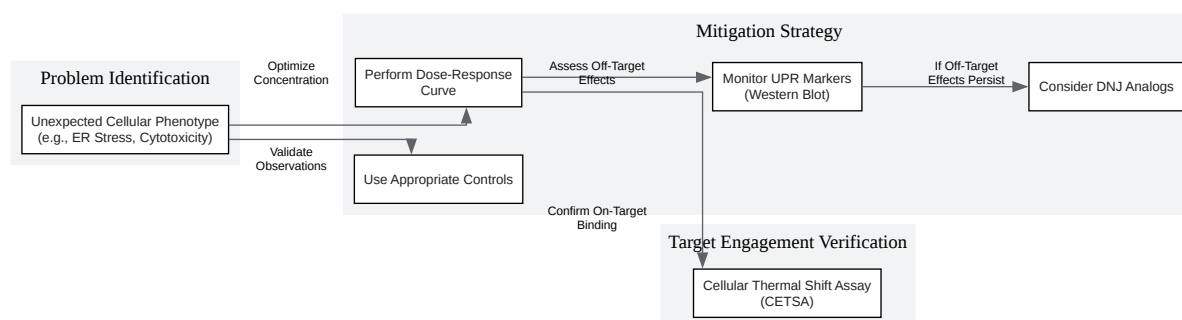 Mitigation Strategy
Problem Identification
Optimize
Concentration
Perform Dose-Response
Curve
Assess Off-Target
Effects
Monitor UPR Markers
(Western Blot)
If Off-Target
Effects Persist
Consider DNJ Analogs
Unexpected Cellular Phenotype
(e.g., ER Stress, Cytotoxicity)
Validate
Observations
Use Appropriate Controls
Confirm On-Target
Binding
Target Engagement Verification
Cellular Thermal Shift Assay
(CETSA)